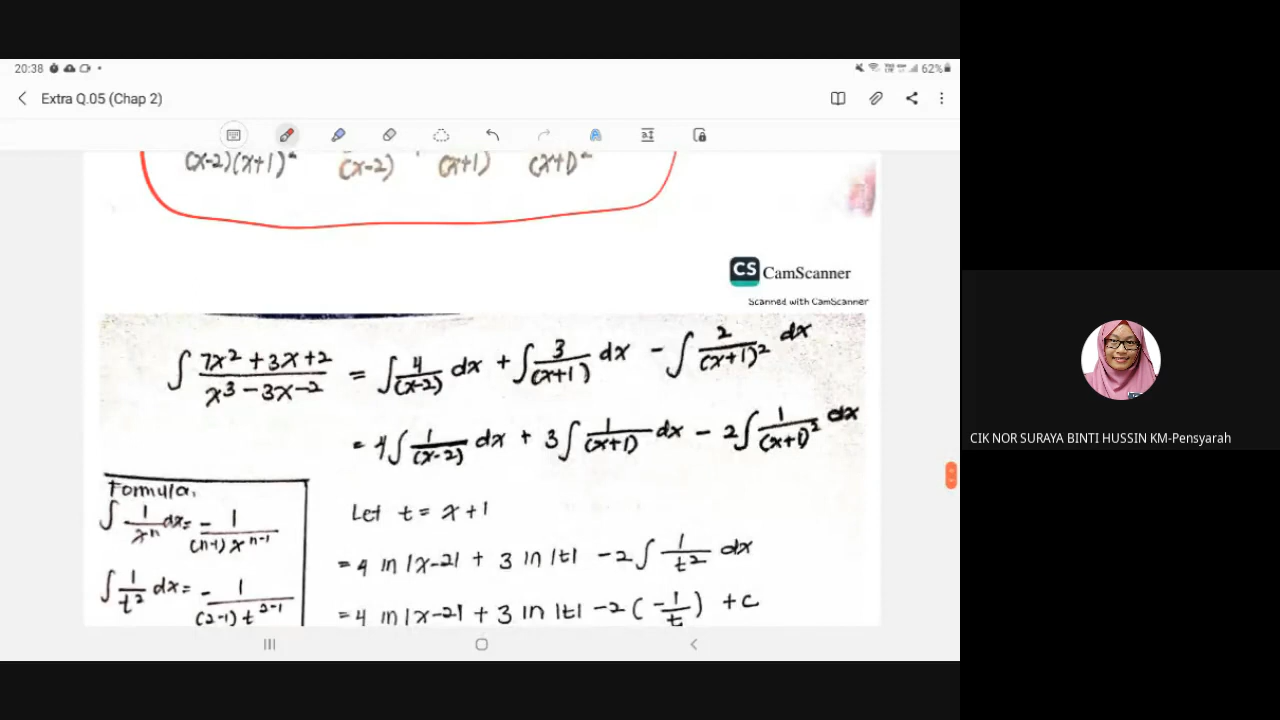 20:38
62%
Extra Q.05 (Chap 2)
(x-2)(x+1)² (x-2) (x+1) (x+1)²
CS CamScanner
Scanned with CamScanner
∫ 7x² + 3x + 2 / x³ - 3x - 2 = ∫ 4/(x-2) dx + ∫ 3/(x+1) dx - ∫ 2/(x+1)² dx
= 4 ∫ 1/(x-2) dx + 3 ∫ 1/(x+1) dx - 2 ∫ 1/(x+1)² dx
Formula.
∫ 1/xⁿ dx = - 1/(n-1) xⁿ⁻¹
∫ 1/t² dx = - 1/(2-1) t²⁻¹
Let t = x + 1
= 4 ln |x-2| + 3 ln |t| - 2 ∫ 1/t² dx
= 4 ln |x-2| + 3 ln |t| - 2 (- 1/t) + c
CIK NOR SURAYA BINTI HUSSIN KM-Pensyarah